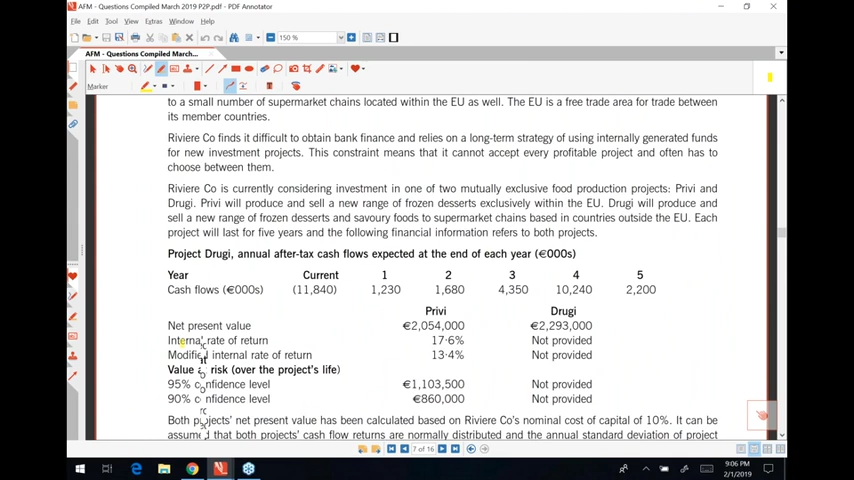 AFM - Questions Compiled March 2019 P2P.pdf - PDF Annotator
File Edit Tool View Extras Window Help
150 %
AFM - Questions Compiled March...
Marker
to a small number of supermarket chains located within the EU as well. The EU is a free trade area for trade between
its member countries.
Riviere Co finds it difficult to obtain bank finance and relies on a long-term strategy of using internally generated funds
for new investment projects. This constraint means that it cannot accept every profitable project and often has to
choose between them.
Riviere Co is currently considering investment in one of two mutually exclusive food production projects: Privi and
Drugi. Privi will produce and sell a new range of frozen desserts exclusively within the EU. Drugi will produce and
sell a new range of frozen desserts and savoury foods to supermarket chains based in countries outside the EU. Each
project will last for five years and the following financial information refers to both projects.
Project Drugi, annual after-tax cash flows expected at the end of each year (€000s)
Year Current 1 2 3 4 5
Cash flows (€000s) (11,840) 1,230 1,680 4,350 10,240 2,200
Privi Drugi
Net present value €2,054,000 €2,293,000
Internal rate of return 17·6% Not provided
Modified internal rate of return 13·4% Not provided
Value at risk (over the project's life)
95% confidence level €1,103,500 Not provided
90% confidence level €860,000 Not provided
Both projects' net present value has been calculated based on Riviere Co's nominal cost of capital of 10%. It can be
assumed that both projects' cash flow returns are normally distributed and the annual standard deviation of project
7 of 16
9:06 PM
2/1/2019